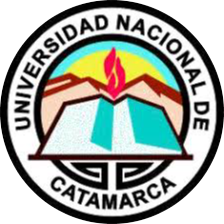 UNIVERSIDAD NACIONAL DE
CATAMARCA